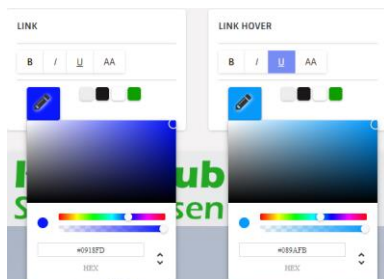 LINK
B I U AA
#0918FD
HEX
LINK HOVER
B I U AA
#089AFB
HEX
ub
sen